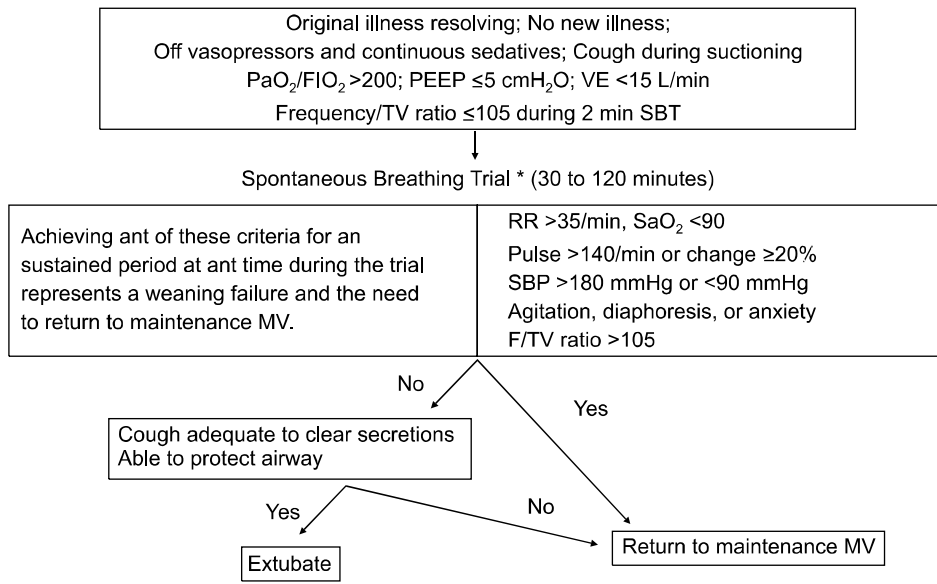 Original illness resolving; No new illness;
Off vasopressors and continuous sedatives; Cough during suctioning
PaO₂/FIO₂ >200; PEEP ≤5 cmH₂O; VE <15 L/min
Frequency/TV ratio ≤105 during 2 min SBT
Spontaneous Breathing Trial * (30 to 120 minutes)
Achieving ant of these criteria for an
sustained period at ant time during the trial
represents a weaning failure and the need
to return to maintenance MV.
RR >35/min, SaO₂ <90
Pulse >140/min or change ≥20%
SBP >180 mmHg or <90 mmHg
Agitation, diaphoresis, or anxiety
F/TV ratio >105
No
Yes
Cough adequate to clear secretions
Able to protect airway
Yes
No
Extubate
Return to maintenance MV